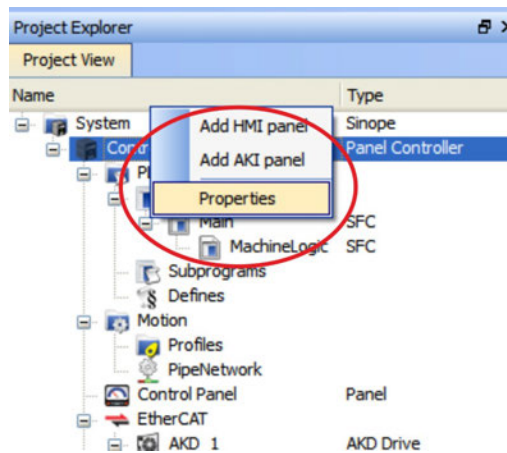 Project Explorer
Project View
Name Type
System Sinope
Add HMI panel
Contr Panel Controller
Add AKI panel
Properties
Main SFC
MachineLogic SFC
Subprograms
Defines
Motion
Profiles
PipeNetwork
Control Panel Panel
EtherCAT
AKD 1 AKD Drive